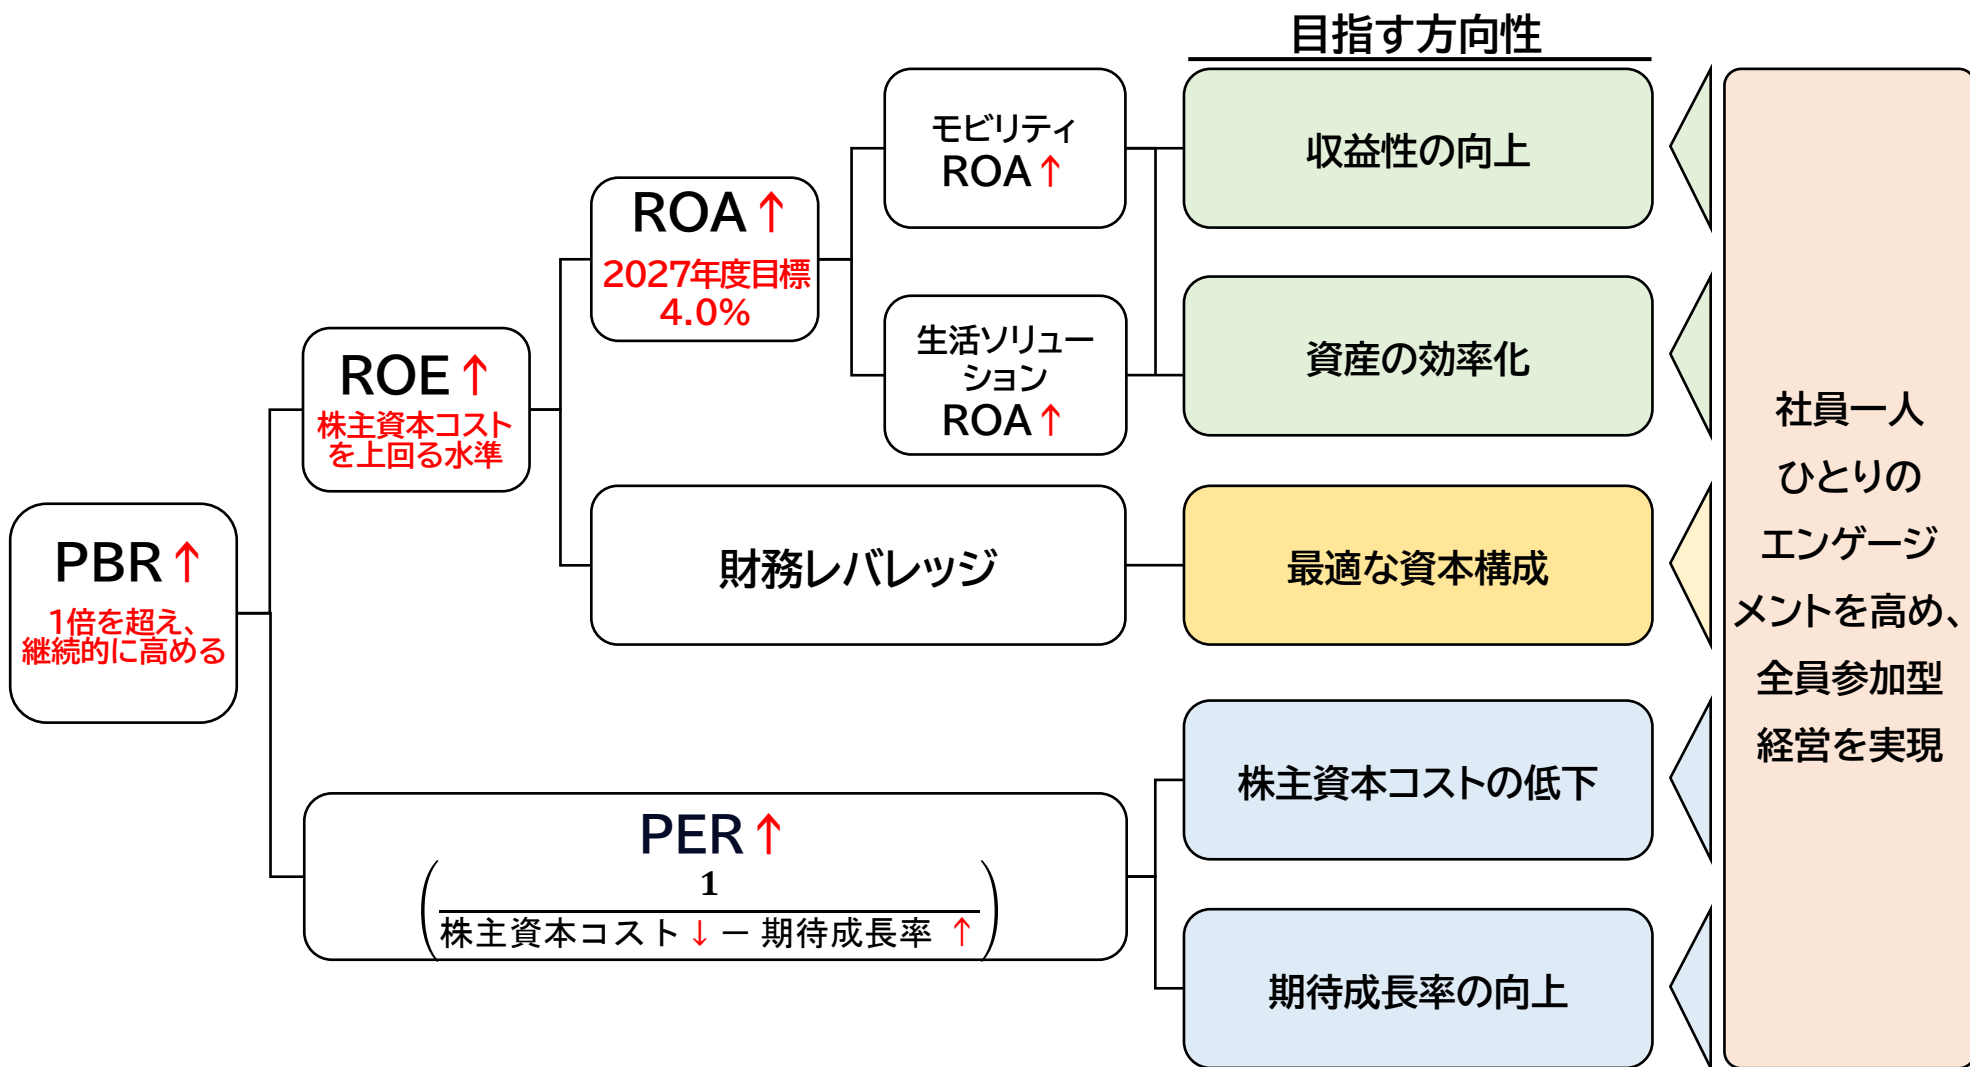 目指す方向性
モビリティ
ROA↑
収益性の向上
ROA↑
2027年度目標
4.0%
生活ソリュー
ション
ROA↑
資産の効率化
ROE↑
株主資本コスト
を上回る水準
財務レバレッジ
最適な資本構成
PBR↑
1倍を超え、
継続的に高める
PER↑
1
株主資本コスト↓－期待成長率 ↑
株主資本コストの低下
期待成長率の向上
社員一人
ひとりの
エンゲージ
メントを高め、
全員参加型
経営を実現